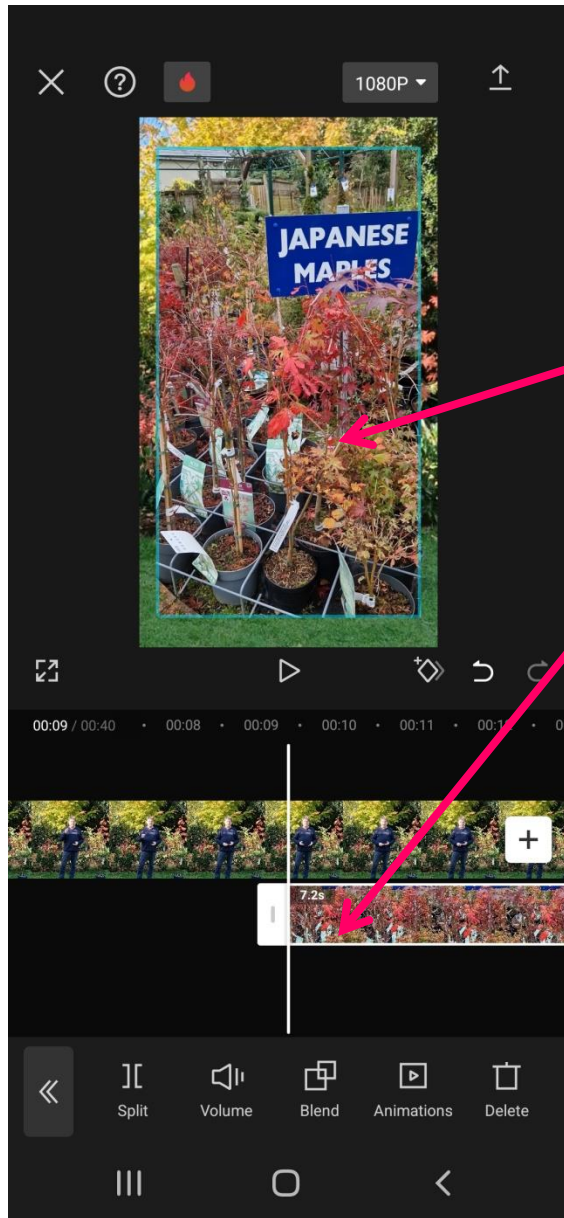 1080P
JAPANESE
MAPLES
00:09 / 00:40 • 00:08 • 00:09 • 00:10 • 00:11 •
7.2s
Split Volume Blend Animations Delete